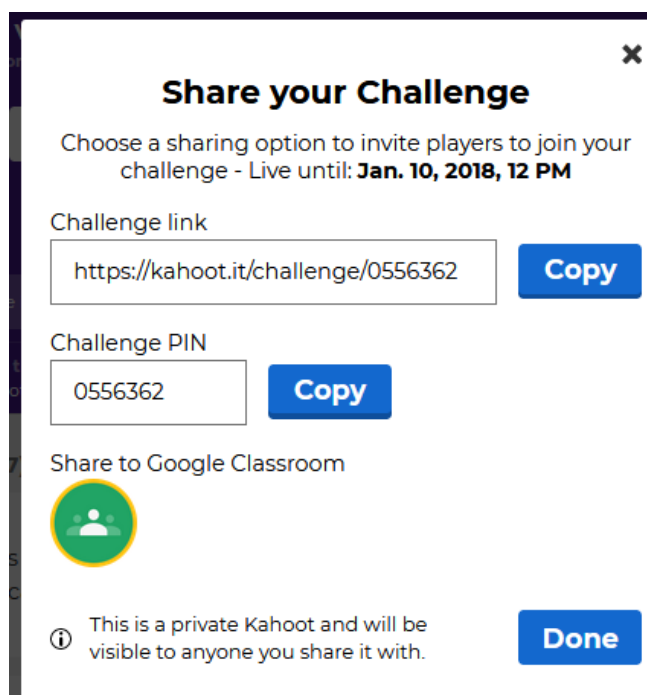 Share your Challenge
Choose a sharing option to invite players to join your
challenge - Live until: Jan. 10, 2018, 12 PM
Challenge link
https://kahoot.it/challenge/0556362
Copy
Challenge PIN
0556362
Copy
Share to Google Classroom
This is a private Kahoot and will be
visible to anyone you share it with.
Done